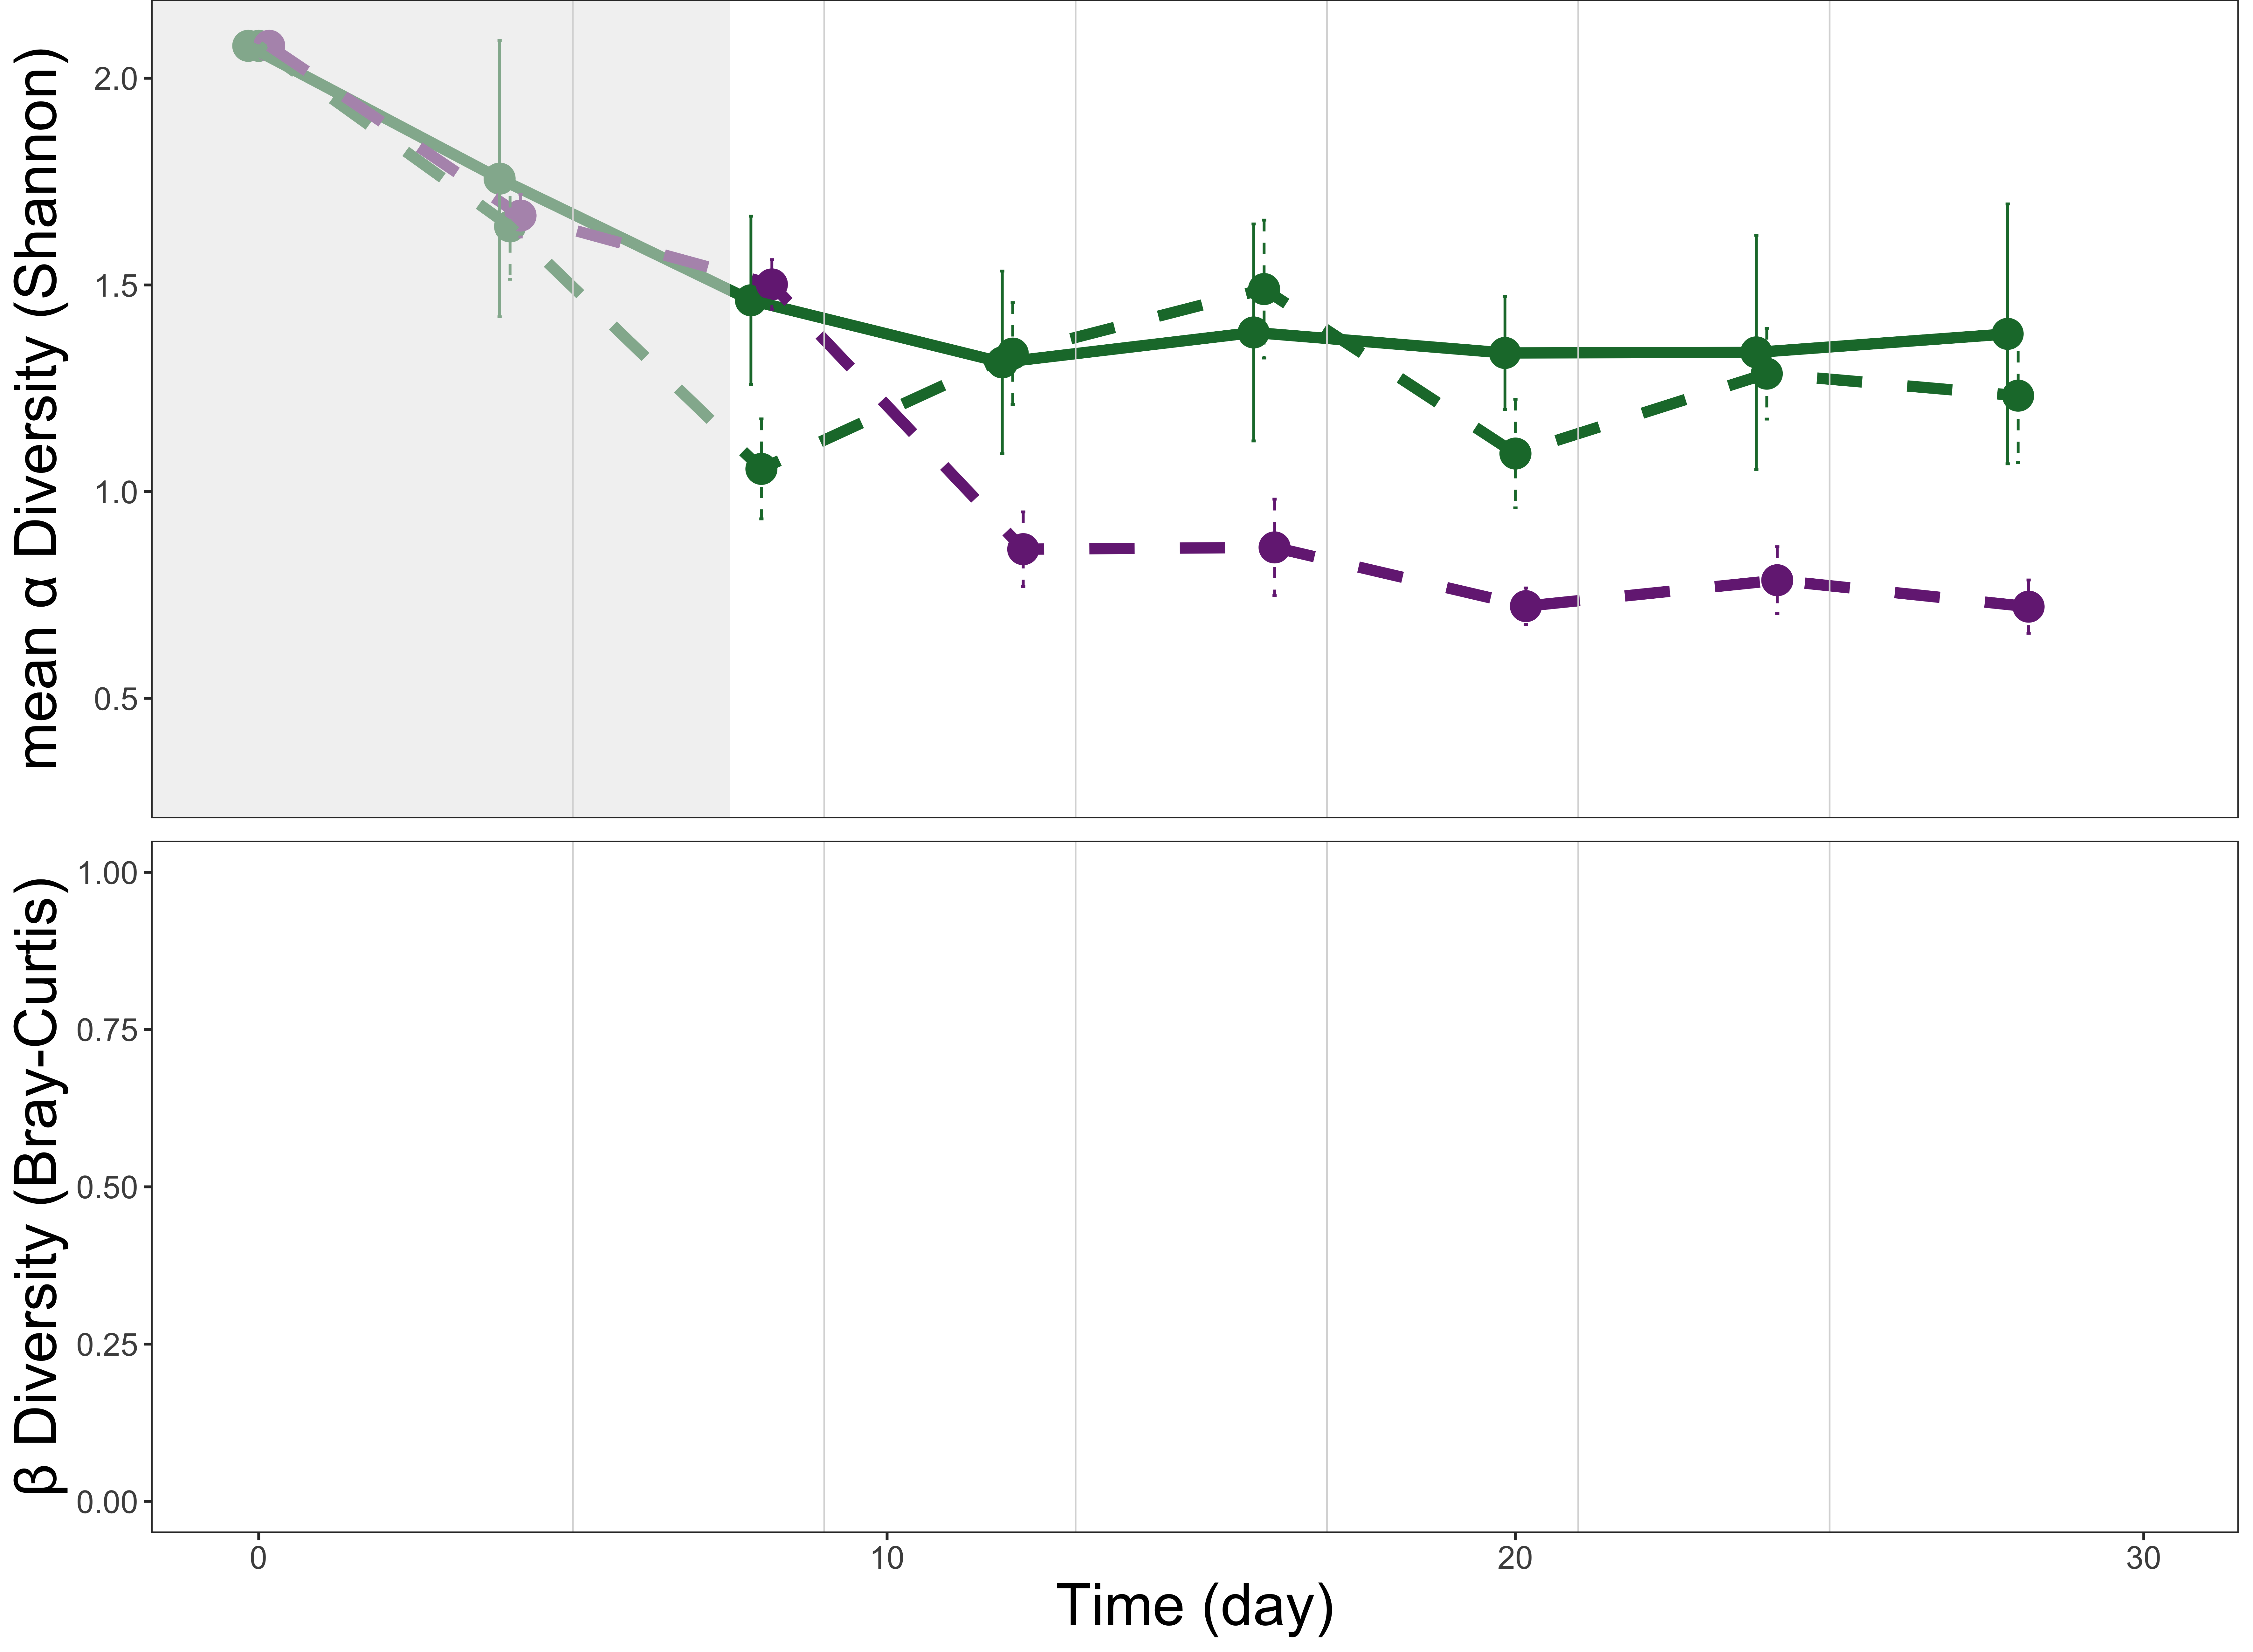 mean α Diversity (Shannon)
2.0
1.5
1.0
0.5
β Diversity (Bray-Curtis)
1.00
0.75
0.50
0.25
0.00
0 10 20 30
Time (day)